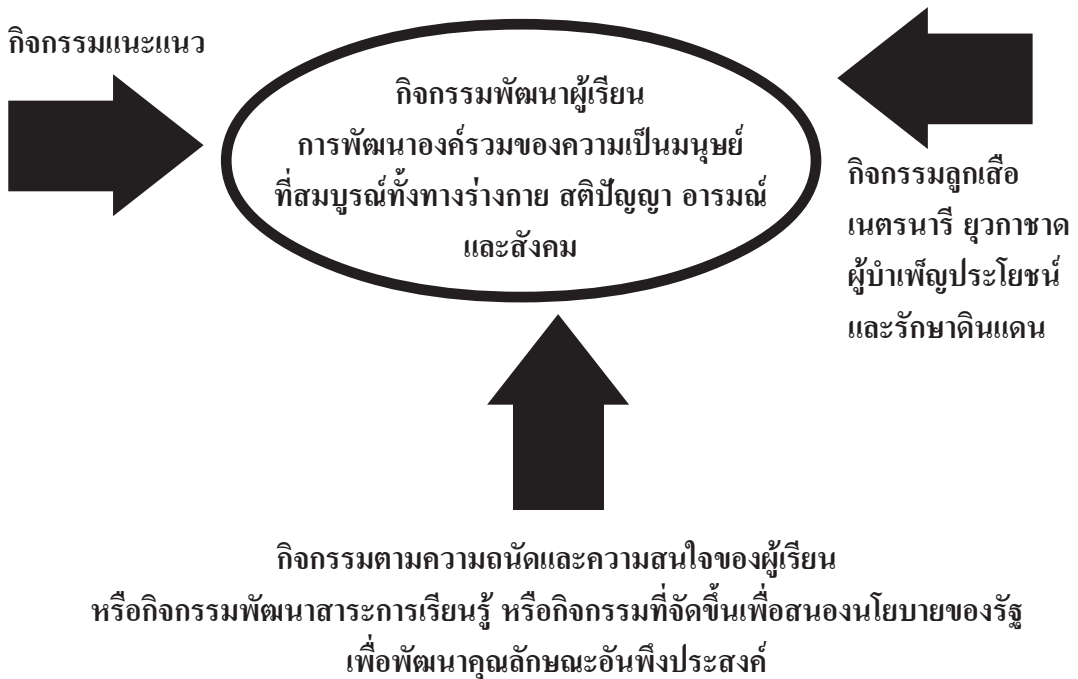 กิจกรรมแนะแนว
กิจกรรมพัฒนาผู้เรียน
การพัฒนาองค์รวมของความเป็นมนุษย์
ที่สมบูรณ์ทั้งทางร่างกาย สติปัญญา อารมณ์
และสังคม
กิจกรรมลูกเสือ
เนตรนารี ยุวกาชาด
ผู้บำเพ็ญประโยชน์
และรักษาดินแดน
กิจกรรมตามความถนัดและความสนใจของผู้เรียน
หรือกิจกรรมพัฒนาสาระการเรียนรู้ หรือกิจกรรมที่จัดขึ้นเพื่อสนองนโยบายของรัฐ
เพื่อพัฒนาคุณลักษณะอันพึงประสงค์